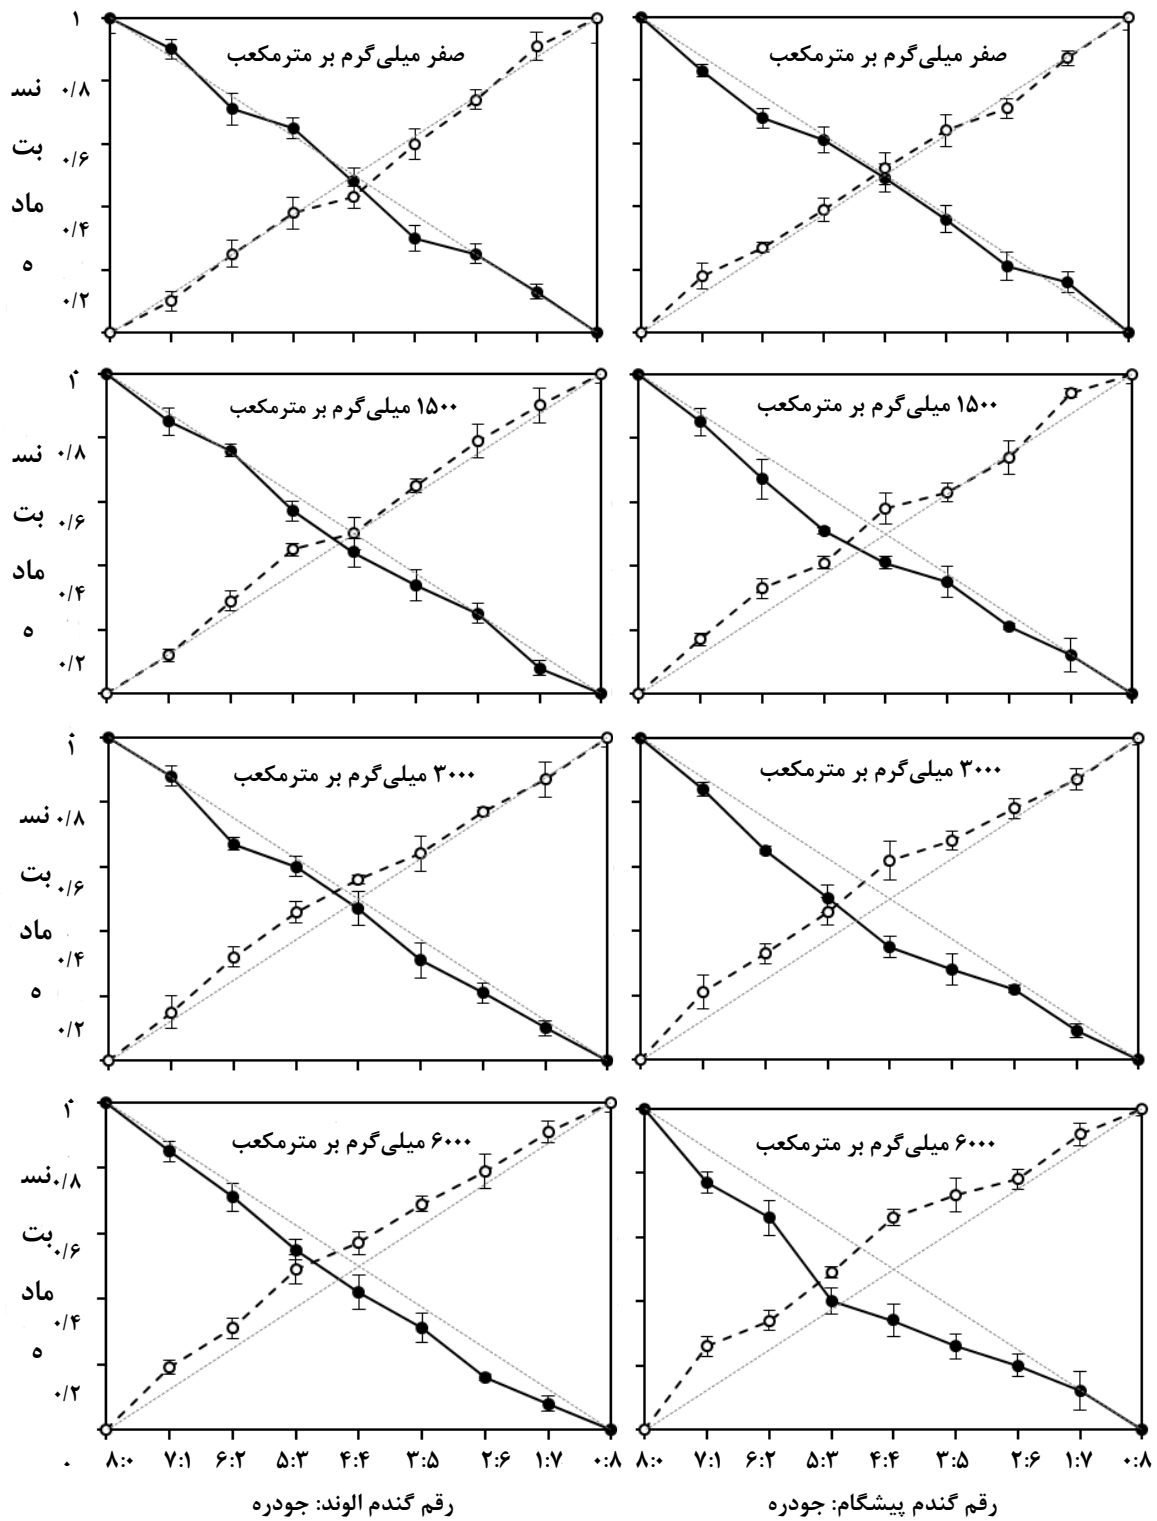 صفر میلی‌گرم بر مترمکعب
صفر میلی‌گرم بر مترمکعب
۱
۰/۸
۰/۶
۰/۴
۰/۲
نسـ
بت
ماد
ه
۱۵۰۰ میلی‌گرم بر مترمکعب
۱۵۰۰ میلی‌گرم بر مترمکعب
۱
۰/۸
۰/۶
۰/۴
۰/۲
نسـ
بت
ماد
ه
۳۰۰۰ میلی‌گرم بر مترمکعب
۳۰۰۰ میلی‌گرم بر مترمکعب
۱
۰/۸
۰/۶
۰/۴
۰/۲
نسـ
بت
ماد
ه
۶۰۰۰ میلی‌گرم بر مترمکعب
۶۰۰۰ میلی‌گرم بر مترمکعب
۱
۰/۸
۰/۶
۰/۴
۰/۲
۰
نسـ
بت
ماد
ه
۸:۰ ۷:۱ ۶:۲ ۵:۳ ۴:۴ ۳:۵ ۲:۶ ۱:۷ ۰:۸
۸:۰ ۷:۱ ۶:۲ ۵:۳ ۴:۴ ۳:۵ ۲:۶ ۱:۷ ۰:۸
رقم گندم پیشگام: جودره
رقم گندم الوند: جودره